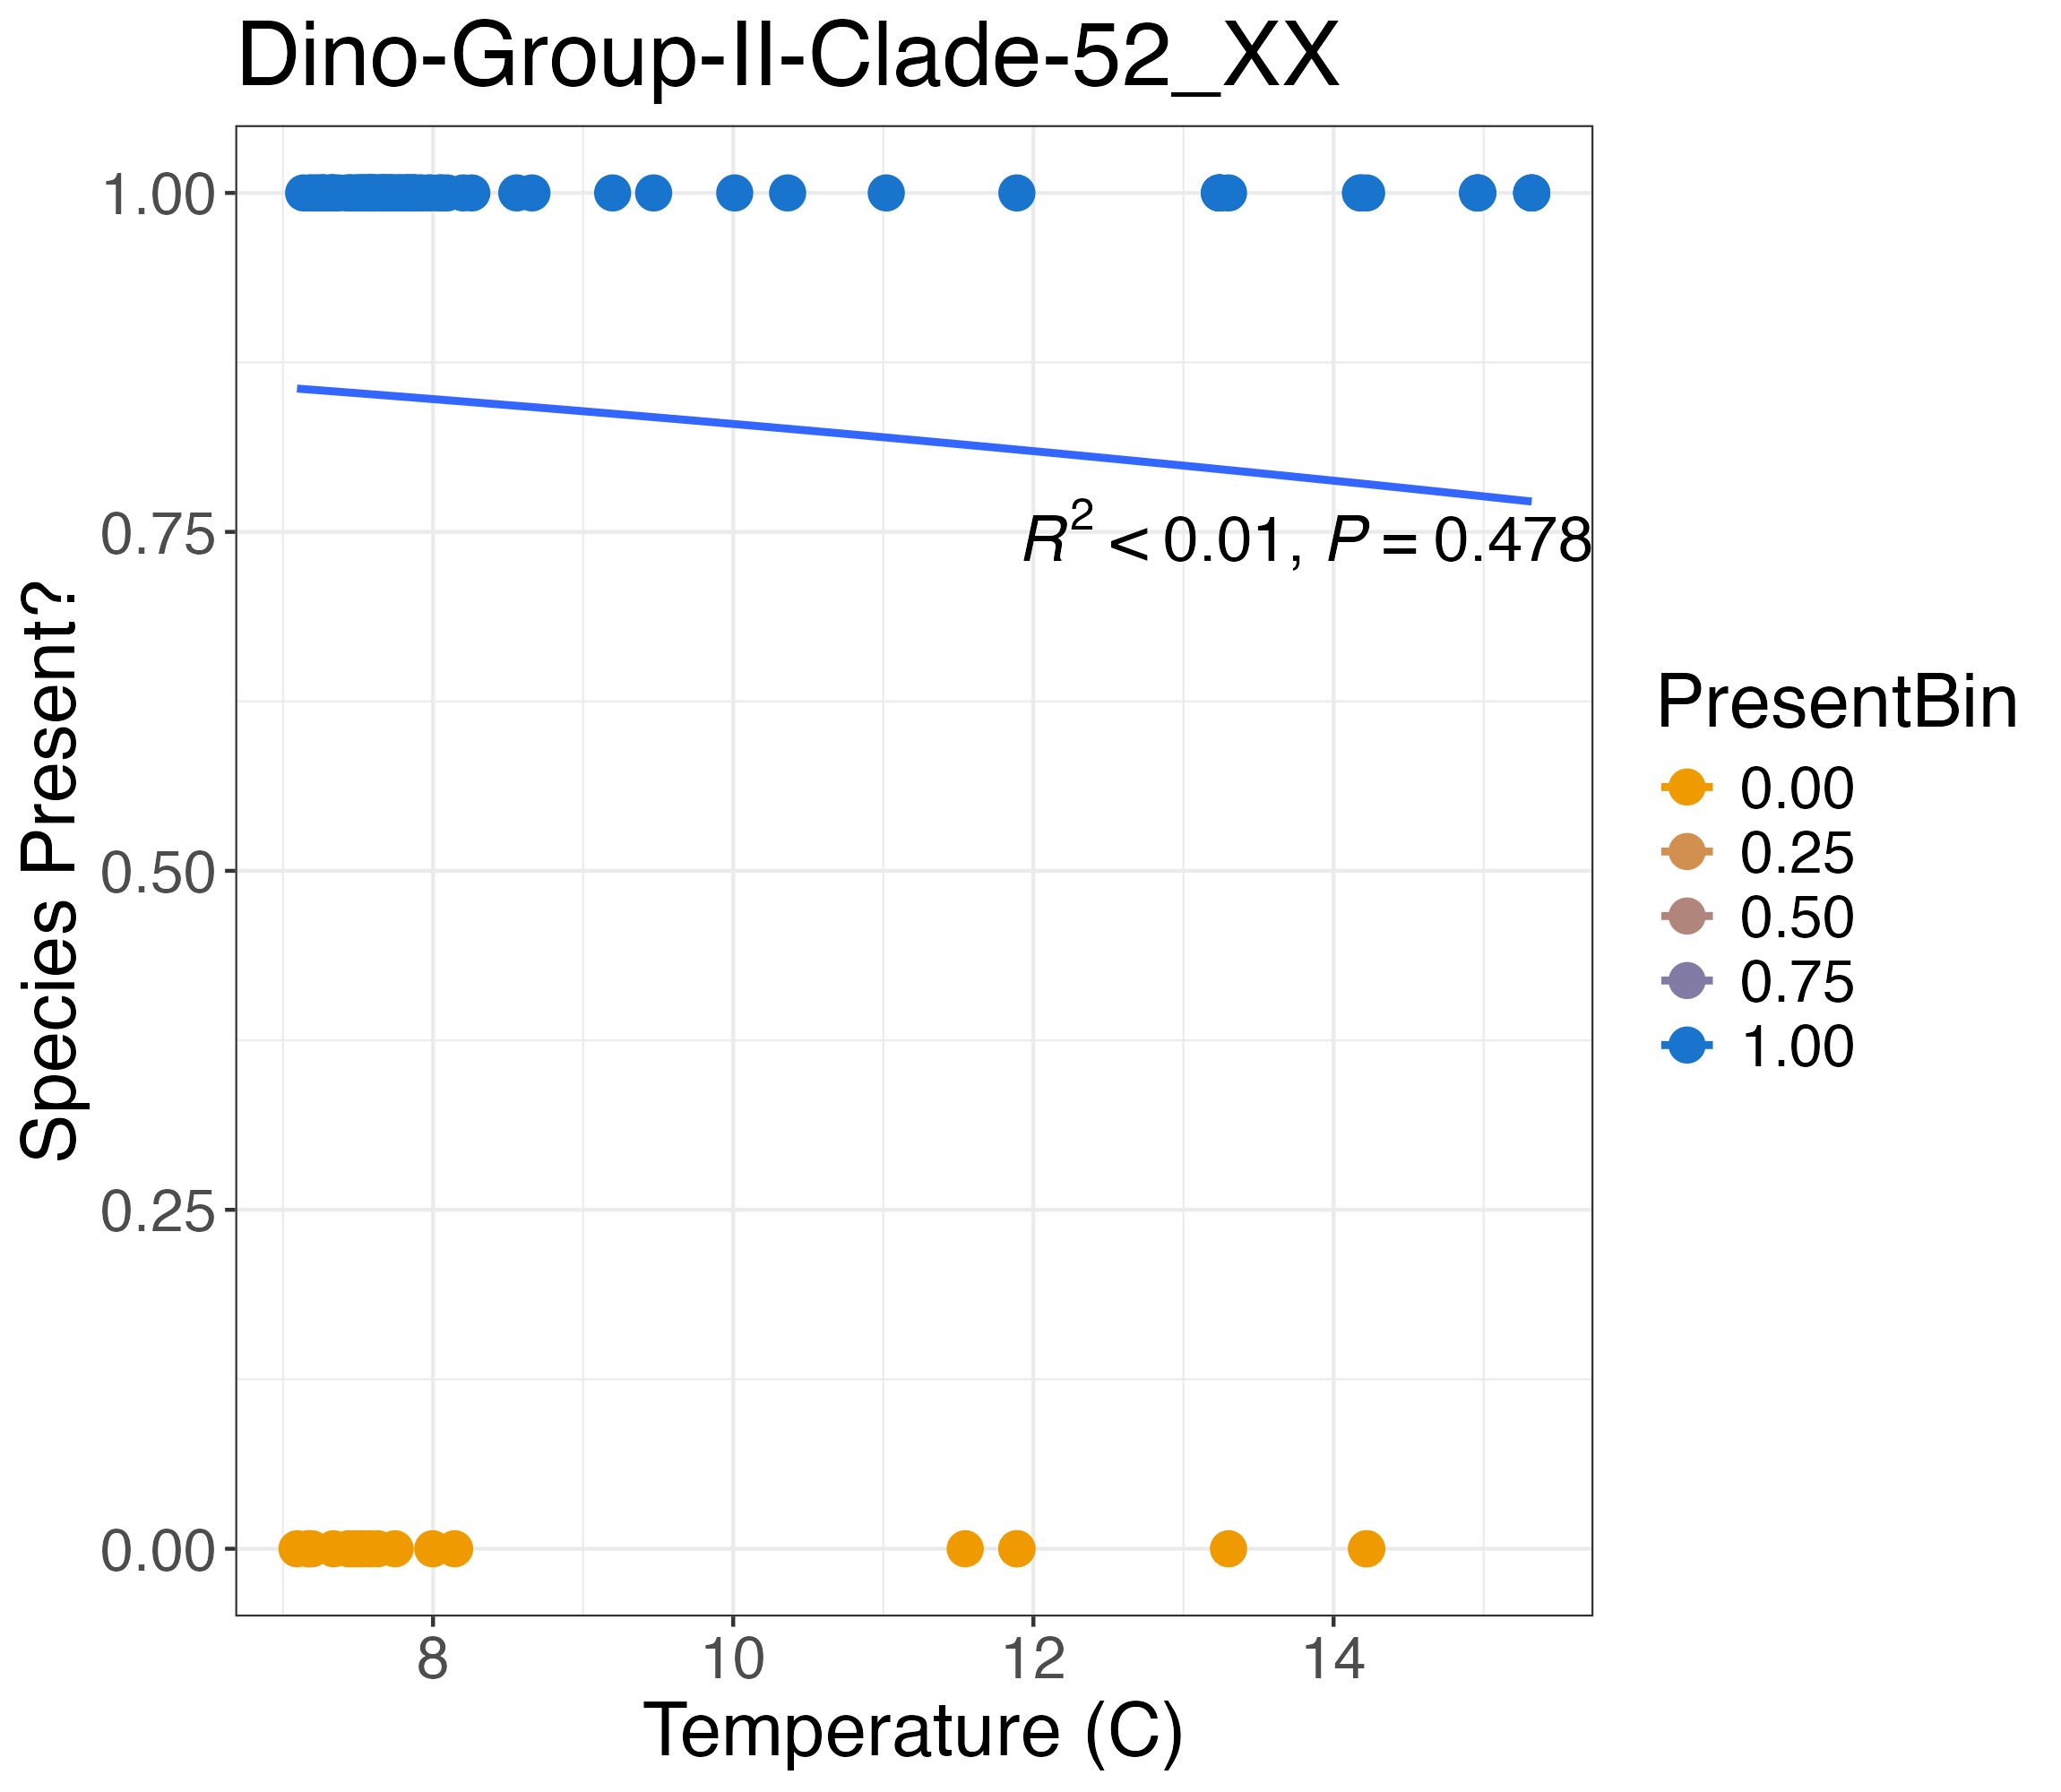 Dino-Group-II-Clade-52_XX
1.00
0.75
0.50
0.25
0.00
Species Present?
R² < 0.01, P = 0.478
8 10 12 14
Temperature (C)
PresentBin
0.00
0.25
0.50
0.75
1.00